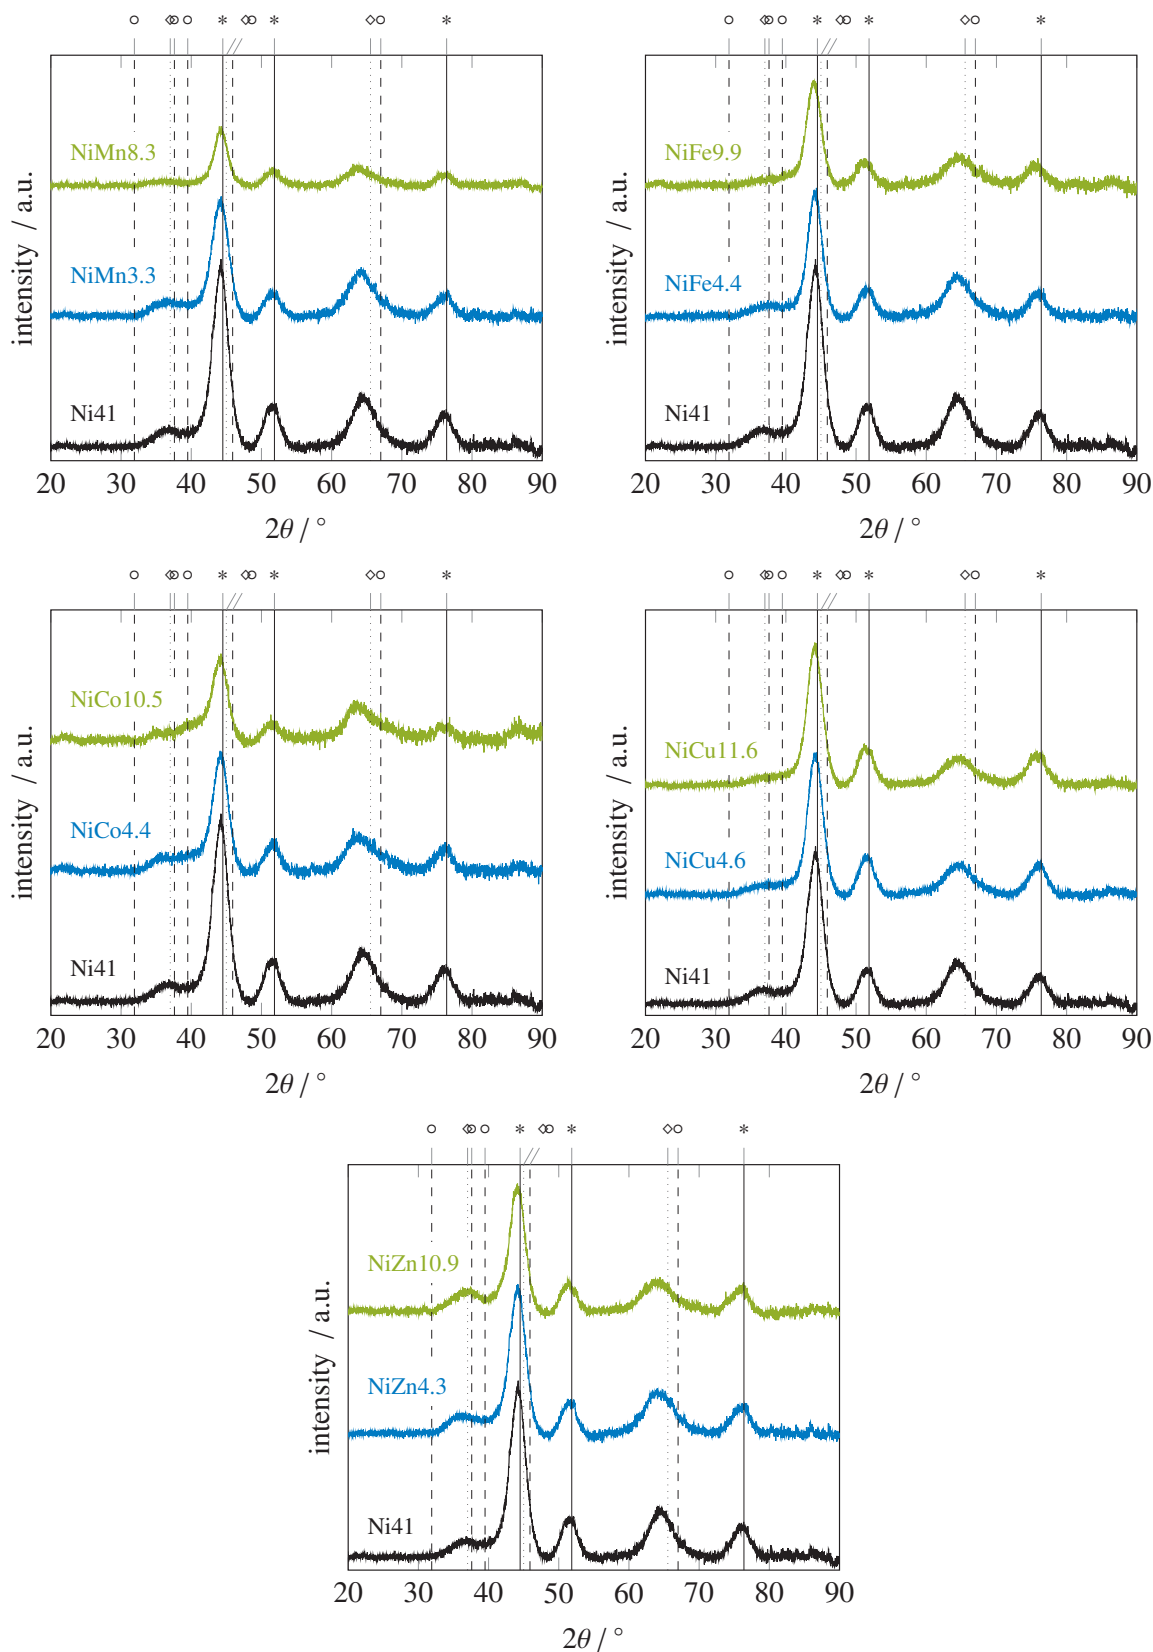 ○ ◇○ ○ * ◇○ * ◇○ *
NiMn8.3
NiMn3.3
Ni41
intensity / a.u.
20 30 40 50 60 70 80 90
2θ / °
○ ◇○ ○ * ◇○ * ◇○ *
NiFe9.9
NiFe4.4
Ni41
intensity / a.u.
20 30 40 50 60 70 80 90
2θ / °
○ ◇○ ○ * ◇○ * ◇○ *
NiCo10.5
NiCo4.4
Ni41
intensity / a.u.
20 30 40 50 60 70 80 90
2θ / °
○ ◇○ ○ * ◇○ * ◇○ *
NiCu11.6
NiCu4.6
Ni41
intensity / a.u.
20 30 40 50 60 70 80 90
2θ / °
○ ◇○ ○ * ◇○ * ◇○ *
NiZn10.9
NiZn4.3
Ni41
intensity / a.u.
20 30 40 50 60 70 80 90
2θ / °